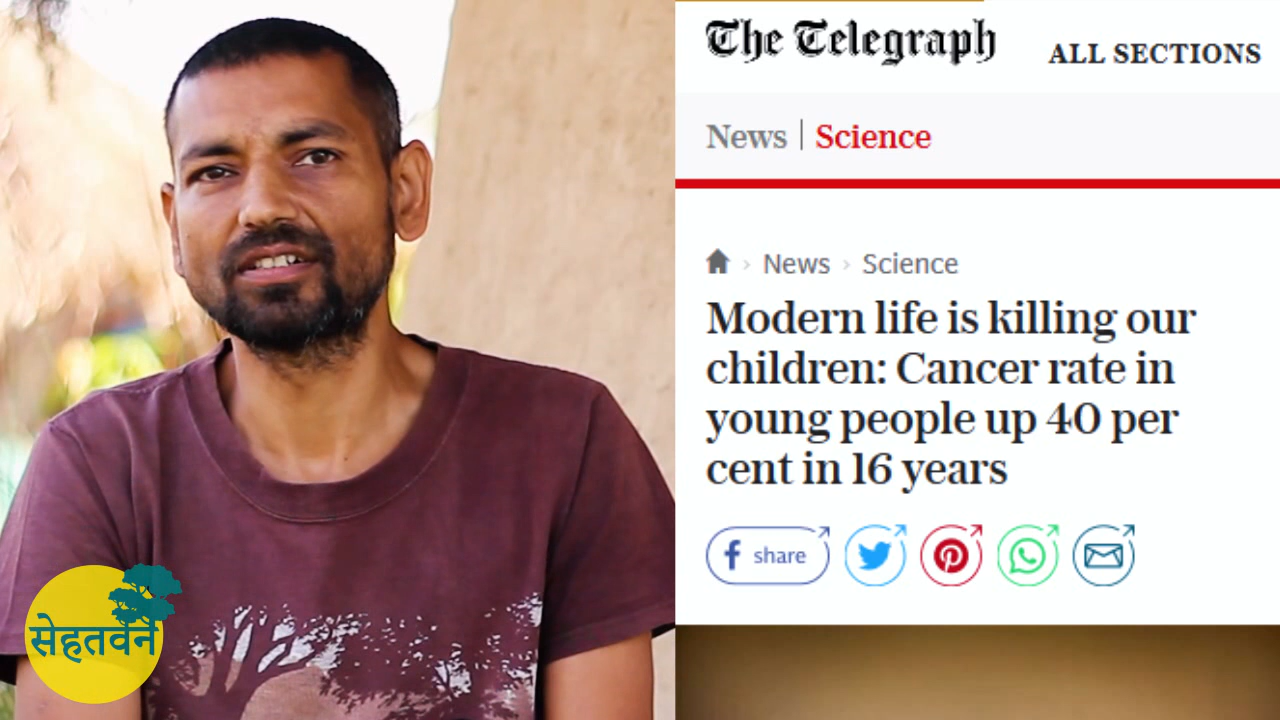 The Telegraph
ALL SECTIONS
News | Science
News › Science
Modern life is killing our
children: Cancer rate in
young people up 40 per
cent in 16 years
share
सेहतवन